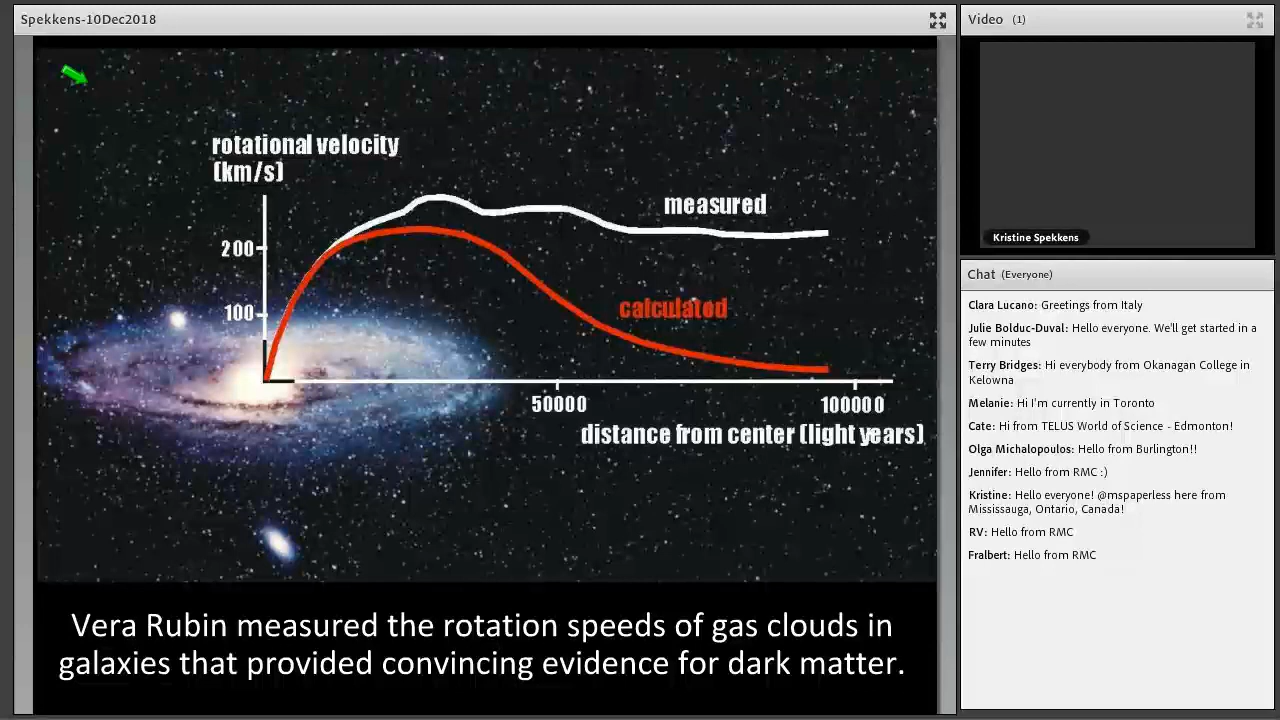 Spekkens-10Dec2018
rotational velocity
(km/s)
measured
200
calculated
100
50000
100000
distance from center (light years)
Vera Rubin measured the rotation speeds of gas clouds in
galaxies that provided convincing evidence for dark matter.
Video (1)
Kristine Spekkens
Chat (Everyone)
Clara Lucano: Greetings from Italy
Julie Bolduc-Duval: Hello everyone. We'll get started in a
few minutes
Terry Bridges: Hi everybody from Okanagan College in
Kelowna
Melanie: Hi I'm currently in Toronto
Cate: Hi from TELUS World of Science - Edmonton!
Olga Michalopoulos: Hello from Burlington!!
Jennifer: Hello from RMC :)
Kristine: Hello everyone! @mspaperless here from
Mississauga, Ontario, Canada!
RV: Hello from RMC
Fralbert: Hello from RMC